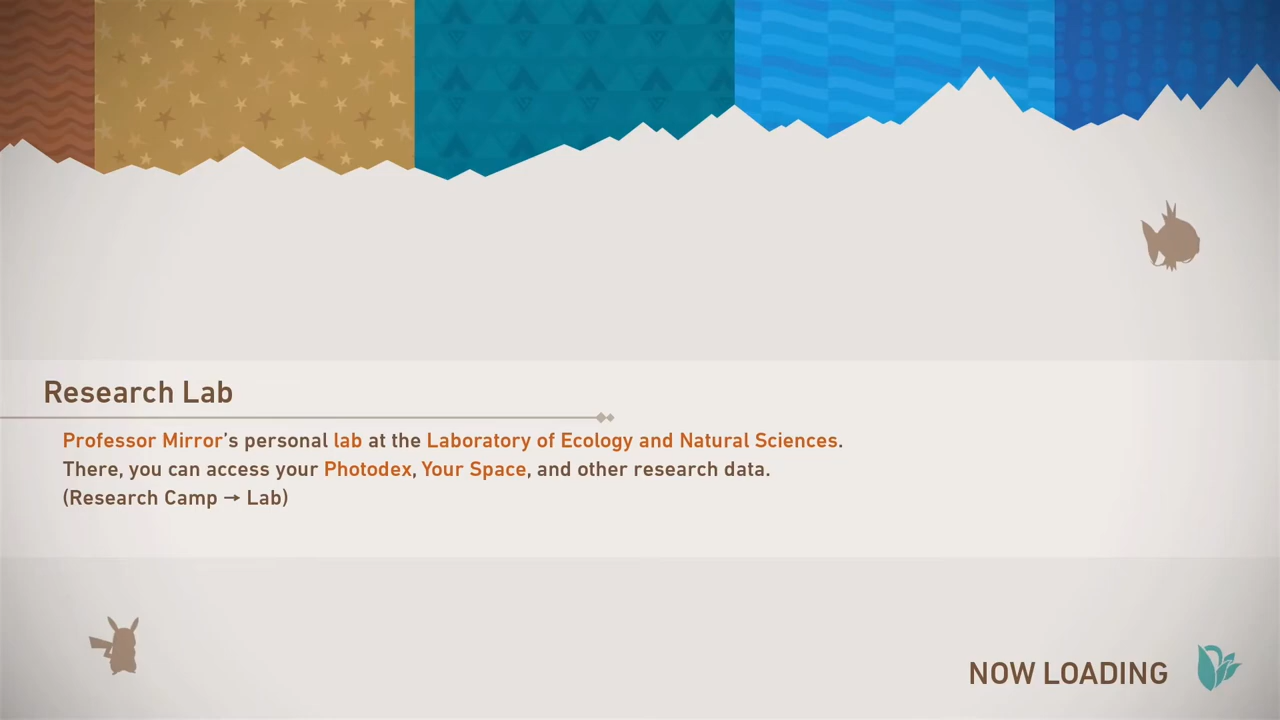 Research Lab
Professor Mirror's personal lab at the Laboratory of Ecology and Natural Sciences.
There, you can access your Photodex, Your Space, and other research data.
(Research Camp → Lab)
NOW LOADING